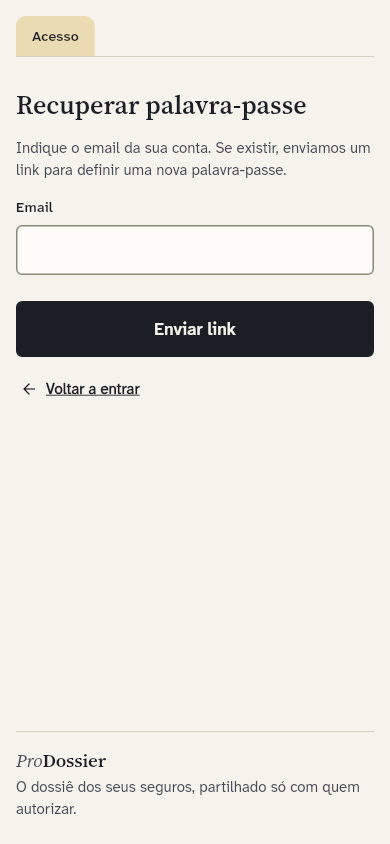 Acesso
Recuperar palavra-passe
Indique o email da sua conta. Se existir, enviamos um
link para definir uma nova palavra-passe.
Email
Enviar link
← Voltar a entrar
ProDossier
O dossiê dos seus seguros, partilhado só com quem
autorizar.